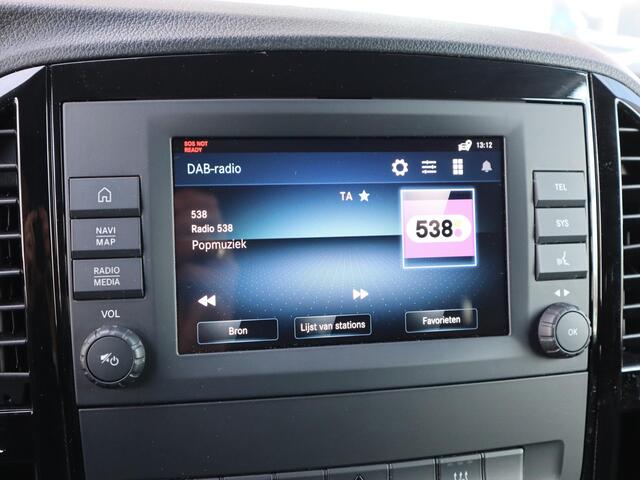 SOS NOT
READY
13:12
DAB-radio
TA
538
Radio 538
Popmuziek
538
Bron
Lijst van stations
Favorieten
NAVI
MAP
RADIO
MEDIA
VOL
TEL
SYS
OK